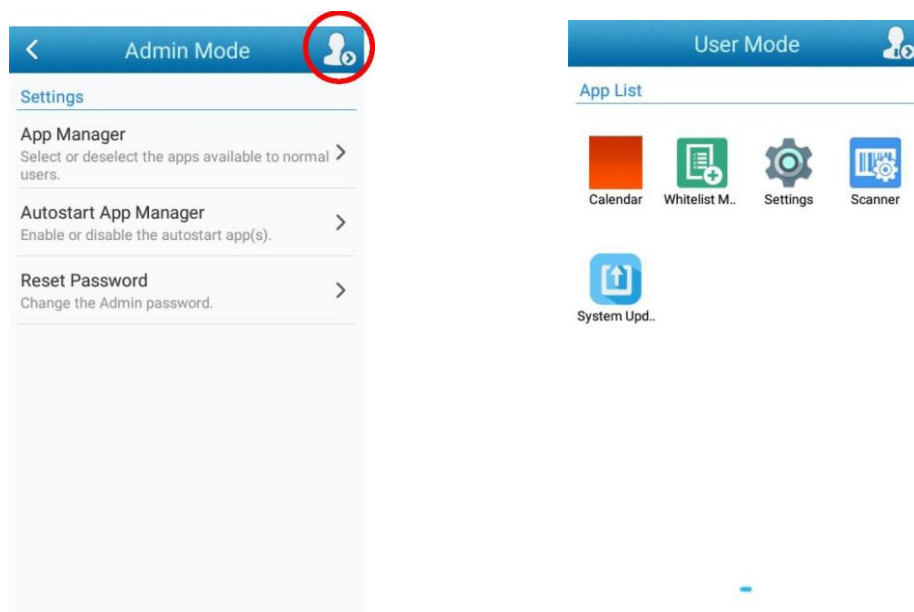 Admin Mode
Settings
App Manager
Select or deselect the apps available to normal
users.
Autostart App Manager
Enable or disable the autostart app(s).
Reset Password
Change the Admin password.
User Mode
App List
Calendar
Whitelist M..
Settings
Scanner
System Upd..